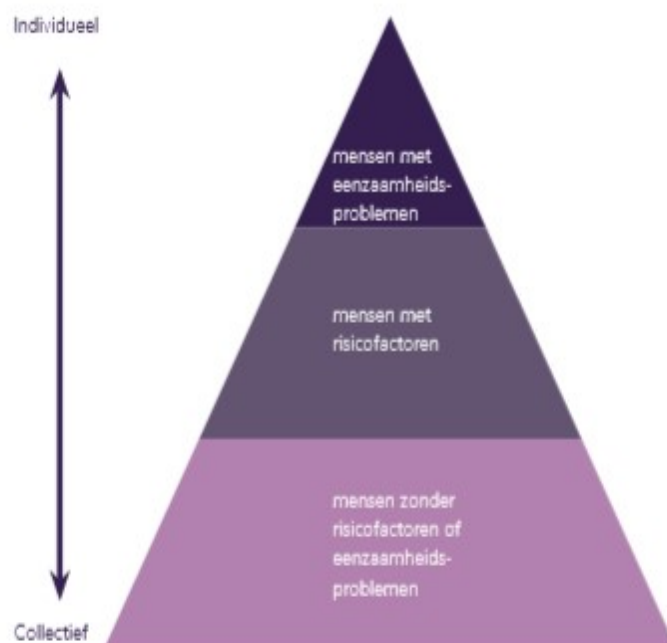 Individueel
mensen met
eenzaamheids-
problemen
mensen met
risicofactoren
mensen zonder
risicofactoren of
eenzaamheids-
problemen
Collectief